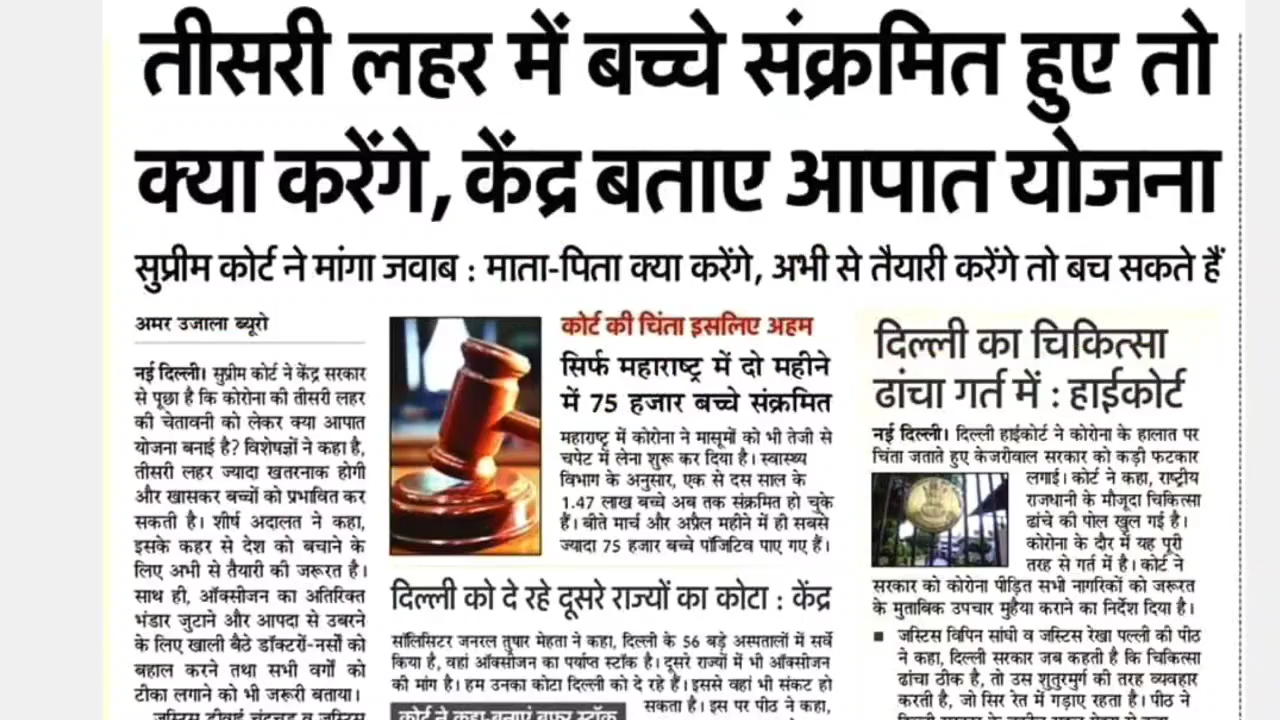 तीसरी लहर में बच्चे संक्रमित हुए तो
क्या करेंगे, केंद्र बताए आपात योजना
सुप्रीम कोर्ट ने मांगा जवाब : माता-पिता क्या करेंगे, अभी से तैयारी करेंगे तो बच सकते हैं
अमर उजाला ब्यूरो
नई दिल्ली। सुप्रीम कोर्ट ने केंद्र सरकार
से पूछा है कि कोरोना की तीसरी लहर
की चेतावनी को लेकर क्या आपात
योजना बनाई है? विशेषज्ञों ने कहा है,
तीसरी लहर ज्यादा खतरनाक होगी
और खासकर बच्चों को प्रभावित कर
सकती है। शीर्ष अदालत ने कहा,
इसके कहर से देश को बचाने के
लिए अभी से तैयारी की जरूरत है।
साथ ही, ऑक्सीजन का अतिरिक्त
भंडार जुटाने और आपदा से उबरने
के लिए खाली बैठे डॉक्टरों-नर्सों को
बहाल करने तथा सभी वर्गों को
टीका लगाने को भी जरूरी बताया।
जस्टिस डीवाई चंद्रचूड़ व जस्टिस
कोर्ट की चिंता इसलिए अहम
सिर्फ महाराष्ट्र में दो महीने
में 75 हजार बच्चे संक्रमित
महाराष्ट्र में कोरोना ने मासूमों को भी तेजी से
चपेट में लेना शुरू कर दिया है। स्वास्थ्य
विभाग के अनुसार, एक से दस साल के
1.47 लाख बच्चे अब तक संक्रमित हो चुके
हैं। बीते मार्च और अप्रैल महीने में ही सबसे
ज्यादा 75 हजार बच्चे पॉजिटिव पाए गए हैं।
दिल्ली को दे रहे दूसरे राज्यों का कोटा : केंद्र
सॉलिसिटर जनरल तुषार मेहता ने कहा, दिल्ली के 56 बड़े अस्पतालों में सर्वे
किया है, वहां ऑक्सीजन का पर्याप्त स्टॉक है। दूसरे राज्यों में भी ऑक्सीजन
की मांग है। हम उनका कोटा दिल्ली को दे रहे हैं। इससे वहां भी संकट हो
सकता है। इस पर पीठ ने कहा,
कोर्ट ने कहा-बनाएं बफर स्टॉक
दिल्ली का चिकित्सा
ढांचा गर्त में : हाईकोर्ट
नई दिल्ली। दिल्ली हाईकोर्ट ने कोरोना के हालात पर
चिंता जताते हुए केजरीवाल सरकार को कड़ी फटकार
लगाई। कोर्ट ने कहा, राष्ट्रीय
राजधानी के मौजूदा चिकित्सा
ढांचे की पोल खुल गई है।
कोरोना के दौर में यह पूरी
तरह से गर्त में है। कोर्ट ने
सरकार को कोरोना पीड़ित सभी नागरिकों को जरूरत
के मुताबिक उपचार मुहैया कराने का निर्देश दिया है।
■ जस्टिस विपिन सांघी व जस्टिस रेखा पल्ली की पीठ
ने कहा, दिल्ली सरकार जब कहती है कि चिकित्सा
ढांचा ठीक है, तो उस शुतुरमुर्ग की तरह व्यवहार
करती है, जो सिर रेत में गड़ाए रहता है। पीठ ने